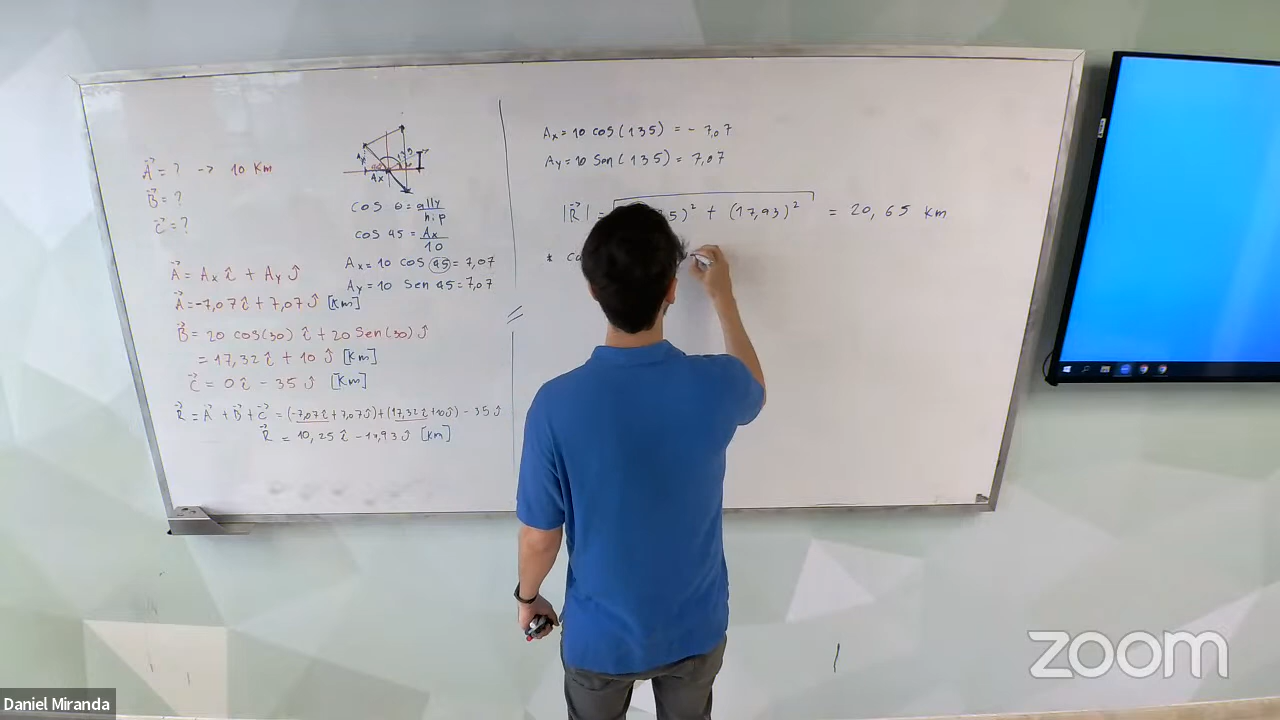 A⃗ = ? -> 10 Km
B⃗ = ?
C⃗ = ?
A⃗ = Ax î + Ay ĵ
A⃗ = -7,07 î + 7,07 ĵ [Km]
B⃗ = 20 cos(30) î + 20 Sen(30) ĵ
= 17,32 î + 10 ĵ [Km]
C⃗ = 0 î - 35 ĵ [Km]
R⃗ = A⃗ + B⃗ + C⃗ = (-7,07 î + 7,07 ĵ) + (17,32 î + 10 ĵ) - 35 ĵ
R⃗ = 10,25 î - 17,93 ĵ [Km]
Ax
cos θ = ady
hip
cos 45 = Ax
10
Ax = 10 cos 45 = 7,07
Ay = 10 Sen 45 = 7,07
Ax = 10 cos(135) = - 7,07
Ay = 10 Sen(135) = 7,07
|R⃗| = 5)² + (17,93)² = 20,65 Km
*
zoom
Daniel Miranda